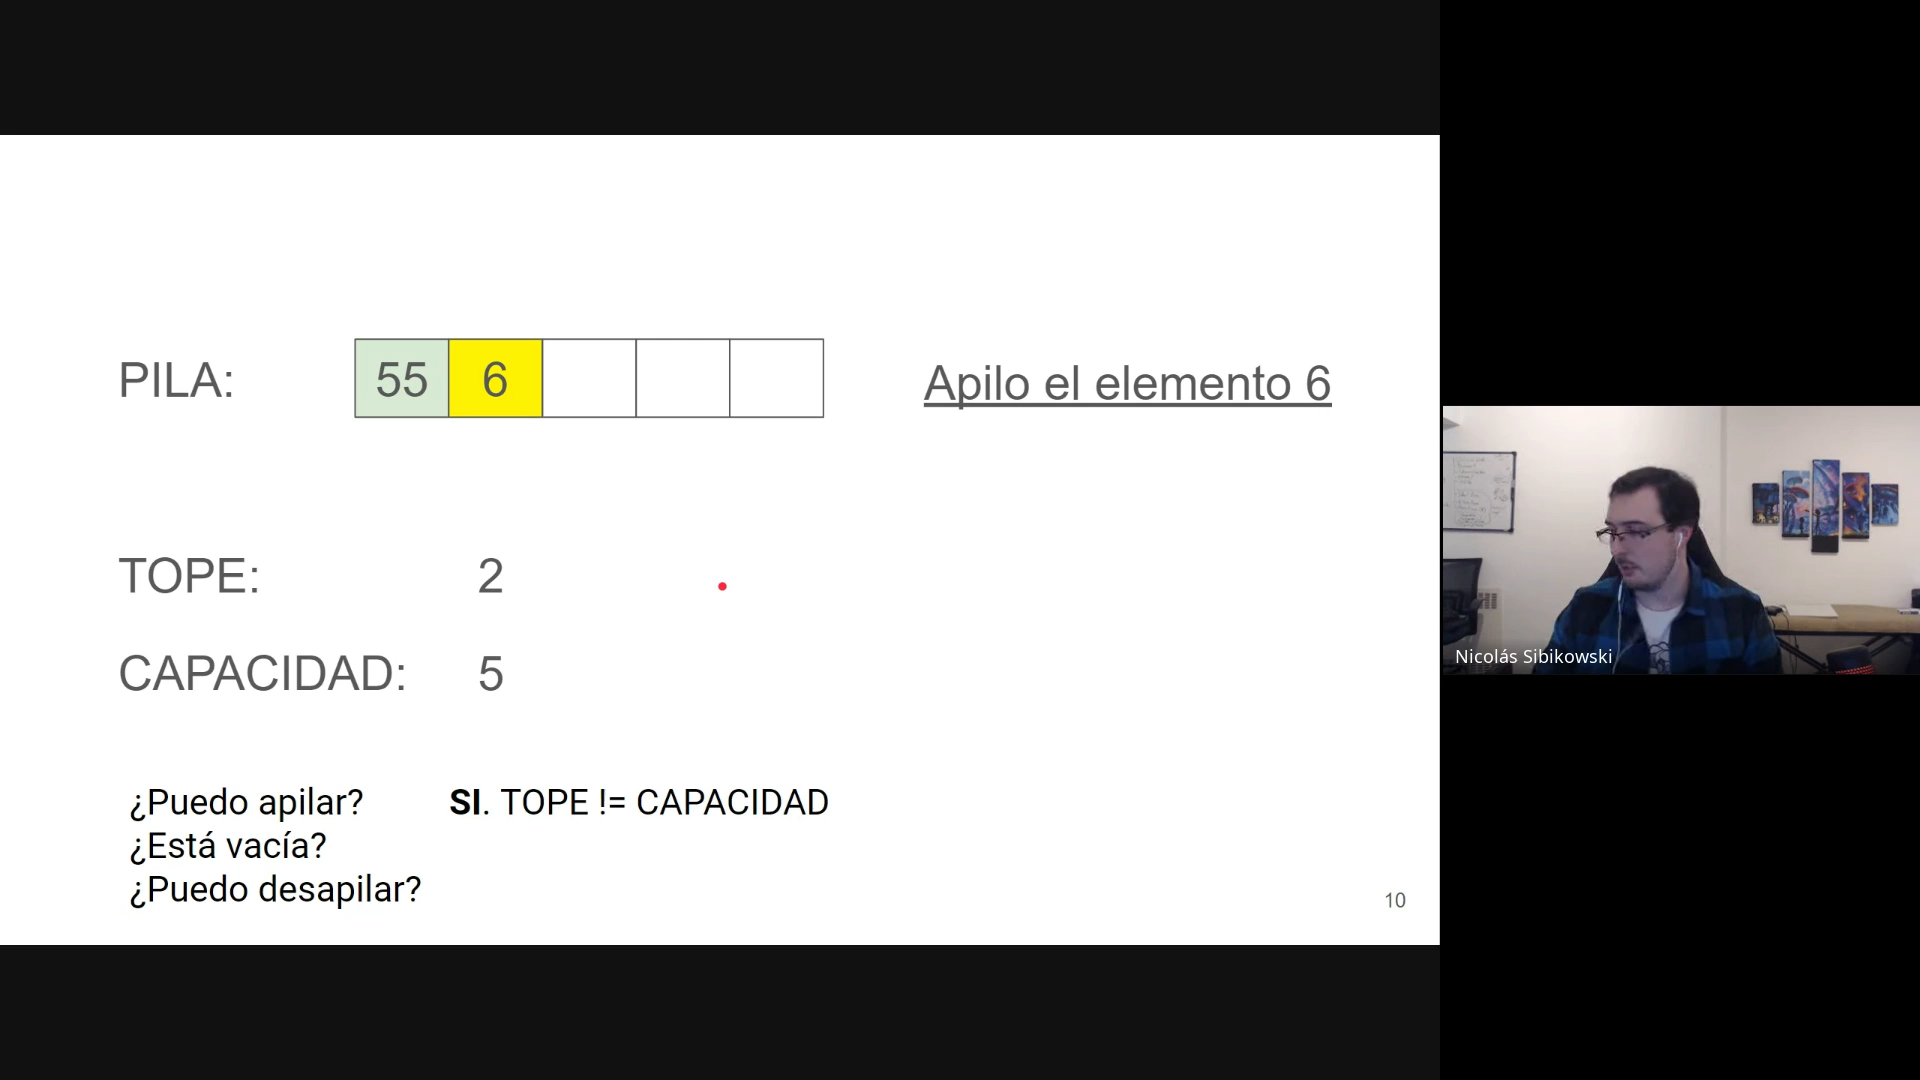 PILA: 55 6 Apilo el elemento 6
TOPE: 2
CAPACIDAD: 5
¿Puedo apilar? SI. TOPE != CAPACIDAD
¿Está vacía?
¿Puedo desapilar?
10
Nicolás Sibikowski